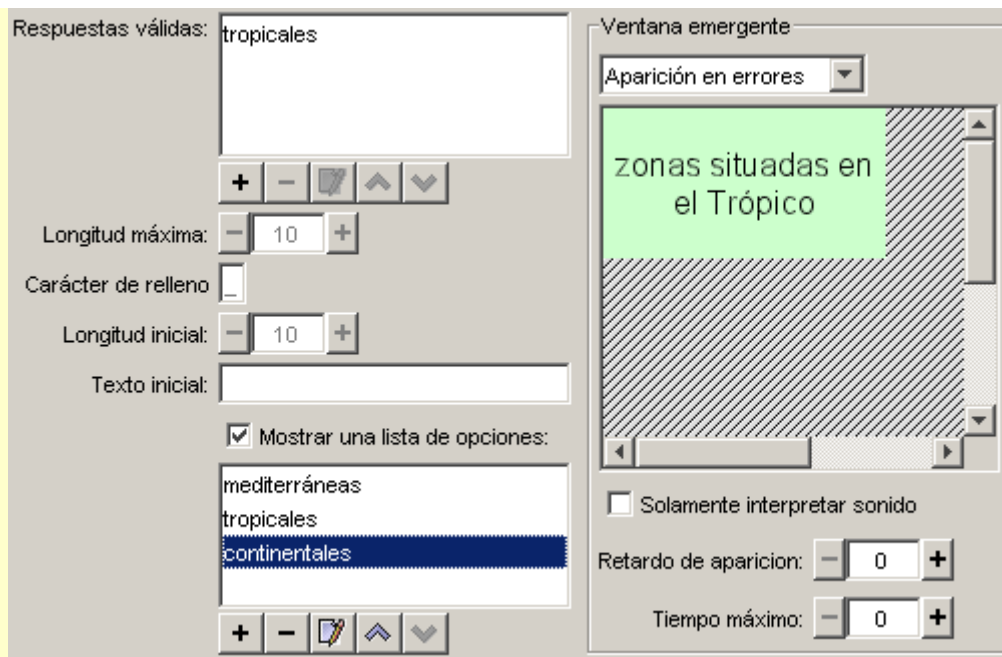 Respuestas válidas:
tropicales
Longitud máxima:
10
Carácter de relleno
_
Longitud inicial:
10
Texto inicial:
Mostrar una lista de opciones:
mediterráneas
tropicales
continentales
Ventana emergente
Aparición en errores
zonas situadas en
el Trópico
Solamente interpretar sonido
Retardo de aparicion:
0
Tiempo máximo:
0